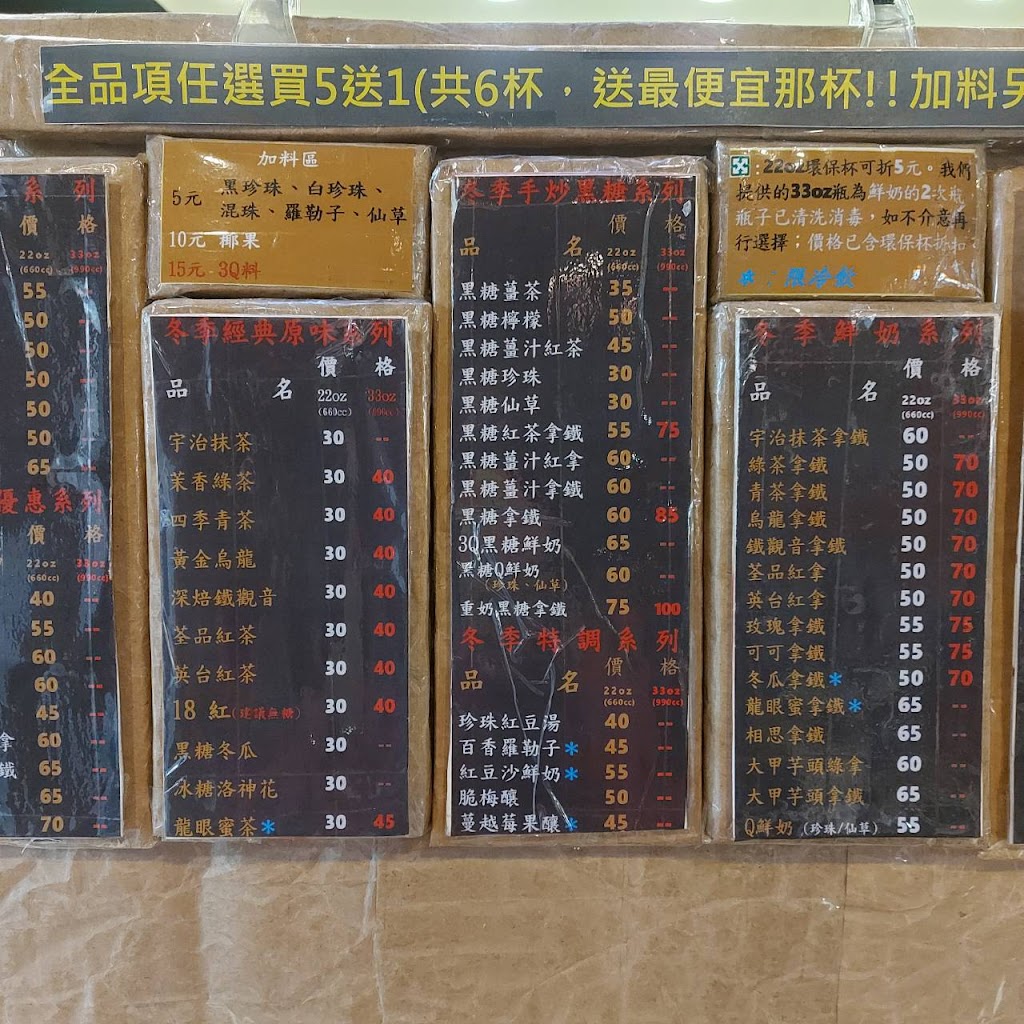 全品項任選買5送1(共6杯，送最便宜那杯!!加料另
系列
價 格
22oz 33oz
(660cc) (990cc)
55 --
50 --
50 --
50 --
50 --
50 --
65 --
優惠系列
價 格
22oz 33oz
(660cc) (990cc)
40 --
55 --
60 --
60 --
45 --
拿 60 --
鐵 65 --
65 --
70 --
加料區
5元 黑珍珠、白珍珠、
混珠、羅勒子、仙草
10元 椰果
15元 3Q料
冬季經典原味系列
價 格
品 名 22oz 33oz
(660cc) (990cc)
宇治抹茶 30 --
茉香綠茶 30 40
四季青茶 30 40
黃金烏龍 30 40
深焙鐵觀音 30 40
荃品紅茶 30 40
英台紅茶 30 40
18 紅(建議無糖) 30 40
黑糖冬瓜 30 --
冰糖洛神花 30 --
龍眼蜜茶* 30 45
冬季手炒黑糖系列
價 格
品 名 22oz 33oz
(660cc) (990cc)
黑糖薑茶 35 --
黑糖檸檬 50 --
黑糖薑汁紅茶 45 --
黑糖珍珠 30 --
黑糖仙草 30 --
黑糖紅茶拿鐵 55 75
黑糖薑汁紅拿 60 --
黑糖薑汁拿鐵 60 --
黑糖拿鐵 60 85
3Q黑糖鮮奶 65 --
黑糖Q鮮奶 60 --
(珍珠、仙草)
重奶黑糖拿鐵 75 100
冬季特調系列
價 格
品 名 22oz 33oz
(660cc) (990cc)
珍珠紅豆湯 40 --
百香羅勒子* 45 --
紅豆沙鮮奶* 55 --
脆梅釀 50 --
蔓越莓果釀* 45 --
:22oz環保杯可折5元。我們
提供的33oz瓶為鮮奶的2次瓶
瓶子已清洗消毒，如不介意再
行選擇；價格已含環保杯折扣
*：限冷飲
冬季鮮奶系列
價 格
品 名 22oz 33oz
(660cc) (990cc)
宇治抹茶拿鐵 60 --
綠茶拿鐵 50 70
青茶拿鐵 50 70
烏龍拿鐵 50 70
鐵觀音拿鐵 50 70
荃品紅拿 50 70
英台紅拿 50 70
玫瑰拿鐵 55 75
可可拿鐵 55 75
冬瓜拿鐵* 50 70
龍眼蜜拿鐵* 65 --
相思拿鐵 65 --
大甲芋頭綠拿 60 --
大甲芋頭拿鐵 65 --
Q鮮奶 (珍珠/仙草) 55 --